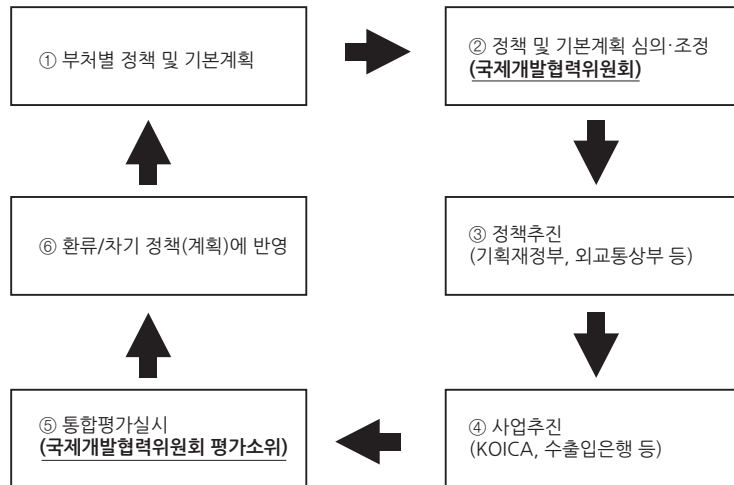 ① 부처별 정책 및 기본계획
② 정책 및 기본계획 심의·조정
(국제개발협력위원회)
③ 정책추진
(기획재정부, 외교통상부 등)
④ 사업추진
(KOICA, 수출입은행 등)
⑤ 통합평가실시
(국제개발협력위원회 평가소위)
⑥ 환류/차기 정책(계획)에 반영